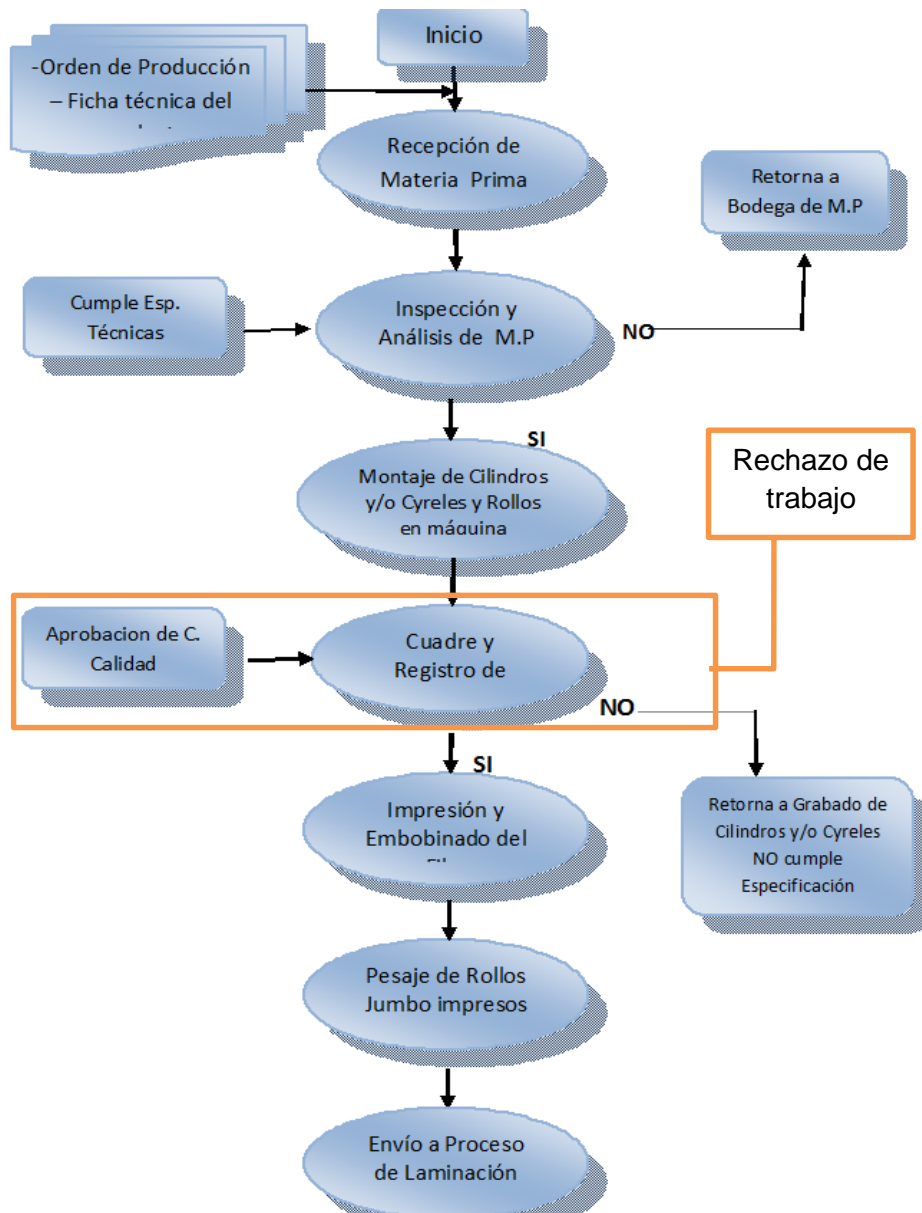 Inicio
-Orden de Producción
– Ficha técnica del
Recepción de
Materia Prima
Retorna a
Bodega de M.P
Cumple Esp.
Técnicas
Inspección y
Análisis de M.P
NO
SI
Rechazo de
trabajo
Montaje de Cilindros
y/o Cyreles y Rollos
en máquina
Aprobacion de C.
Calidad
Cuadre y
Registro de
NO
SI
Retorna a Grabado de
Cilindros y/o Cyreles
NO cumple
Especificación
Impresión y
Embobinado del
Pesaje de Rollos
Jumbo impresos
Envío a Proceso
de Laminación